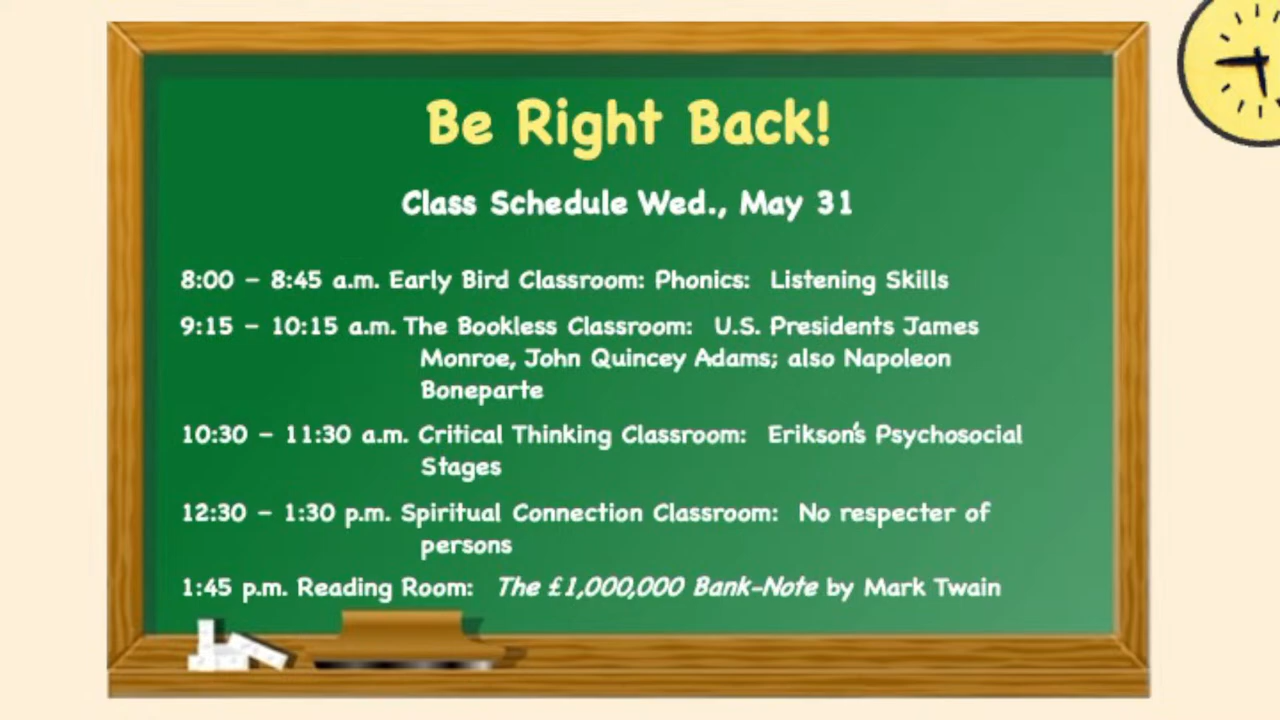 Be Right Back!
Class Schedule Wed., May 31
8:00 – 8:45 a.m. Early Bird Classroom: Phonics: Listening Skills
9:15 – 10:15 a.m. The Bookless Classroom: U.S. Presidents James
Monroe, John Quincey Adams; also Napoleon
Boneparte
10:30 – 11:30 a.m. Critical Thinking Classroom: Erikson's Psychosocial
Stages
12:30 – 1:30 p.m. Spiritual Connection Classroom: No respecter of
persons
1:45 p.m. Reading Room: The £1,000,000 Bank-Note by Mark Twain